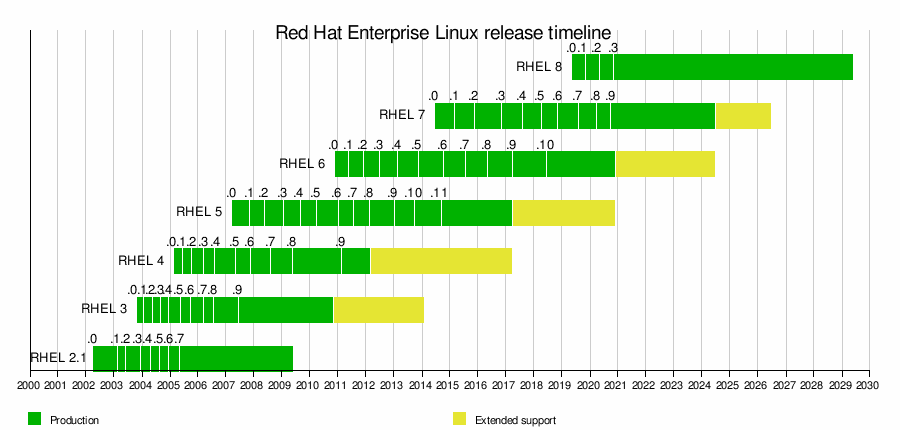 Red Hat Enterprise Linux release timeline
.0 .1 .2 .3
RHEL 8
.0 .1 .2 .3 .4 .5 .6 .7 .8 .9
RHEL 7
.0 .1 .2 .3 .4 .5 .6 .7 .8 .9 .10
RHEL 6
.0 .1 .2 .3 .4 .5 .6 .7 .8 .9 .10 .11
RHEL 5
.0 .1 .2 .3 .4 .5 .6 .7 .8 .9
RHEL 4
.0 .1 .2 .3 .4 .5 .6 .7 .8 .9
RHEL 3
.0 .1 .2 .3 .4 .5 .6 .7
RHEL 2.1
2000 2001 2002 2003 2004 2005 2006 2007 2008 2009 2010 2011 2012 2013 2014 2015 2016 2017 2018 2019 2020 2021 2022 2023 2024 2025 2026 2027 2028 2029 2030
Production
Extended support